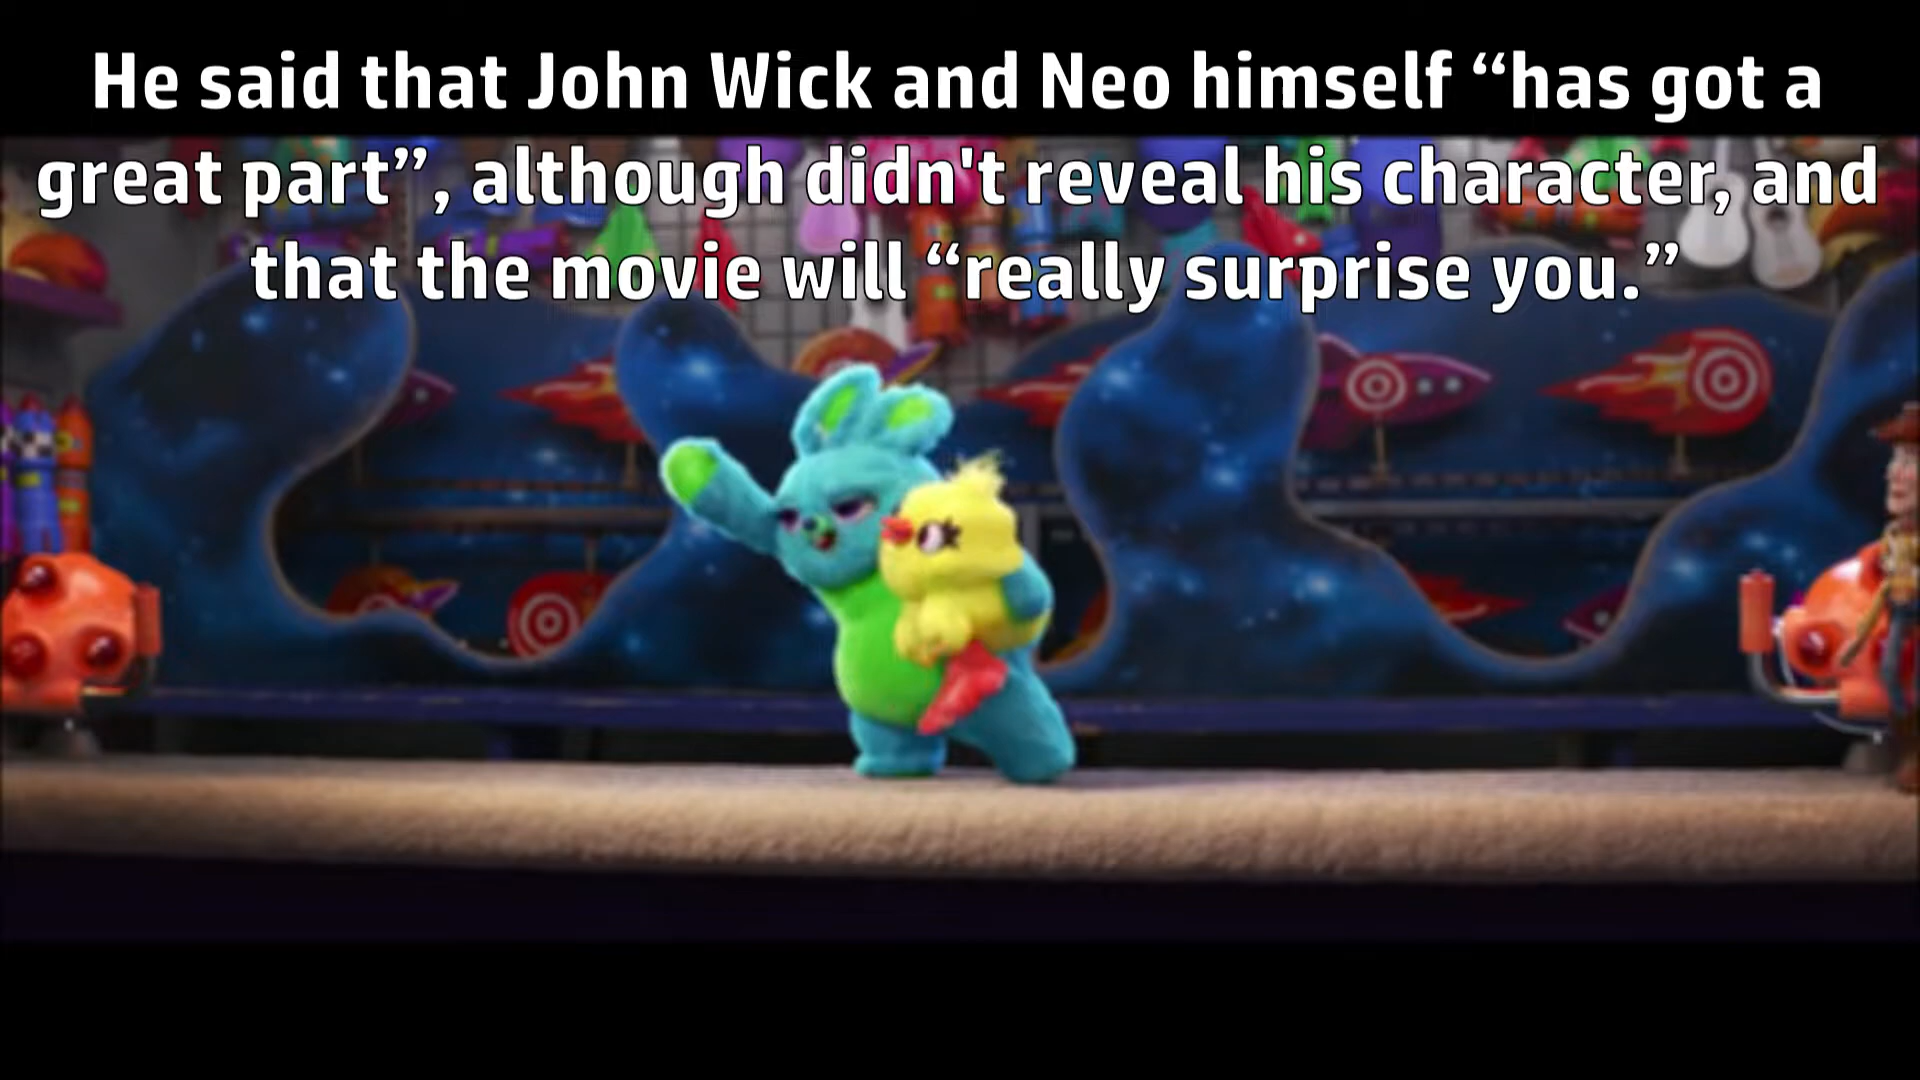 He said that John Wick and Neo himself “has got a
great part”, although didn't reveal his character, and
that the movie will “really surprise you.”